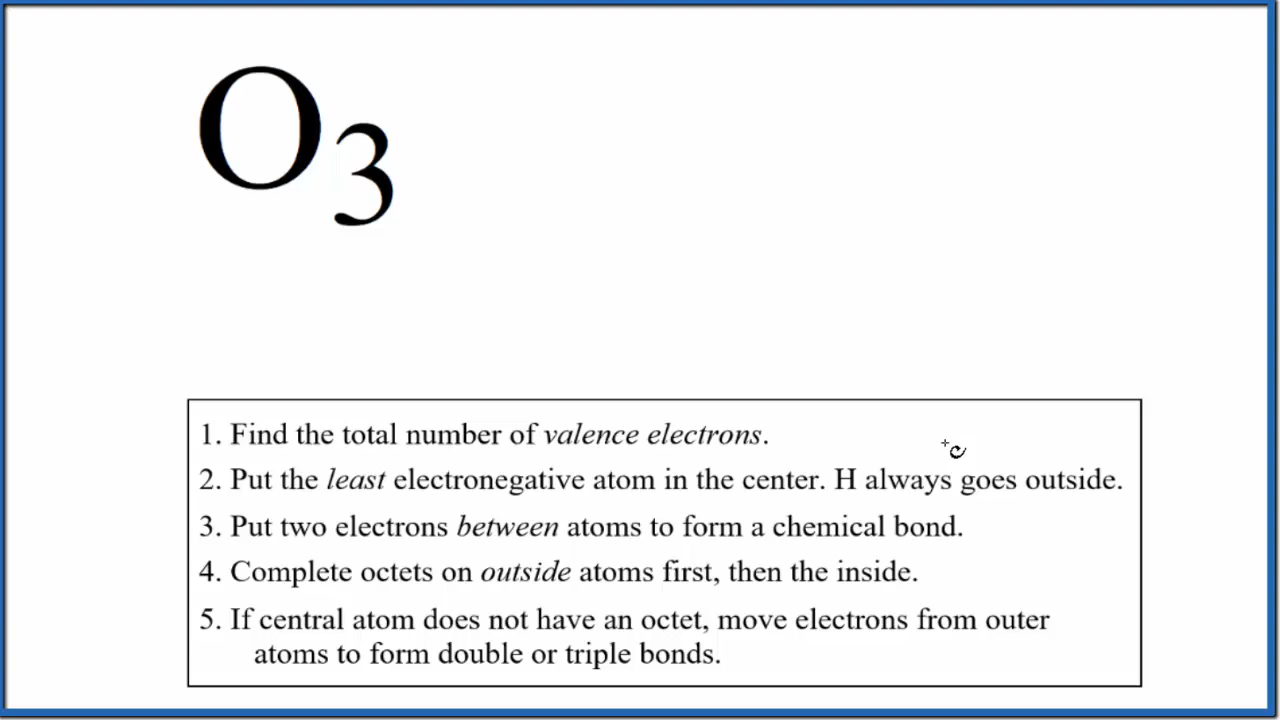 O₃
1. Find the total number of valence electrons.
2. Put the least electronegative atom in the center. H always goes outside.
3. Put two electrons between atoms to form a chemical bond.
4. Complete octets on outside atoms first, then the inside.
5. If central atom does not have an octet, move electrons from outer
atoms to form double or triple bonds.